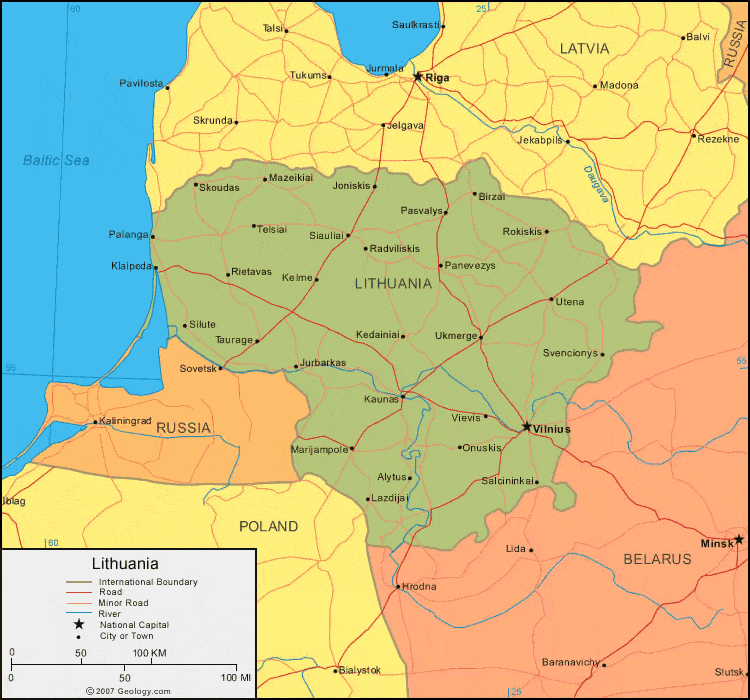 20
25
Saulkrasti
Talsi
LATVIA
Balvi
RUSSIA
Jurmala
Riga
Tukums
Pavilosta
Madona
Skrunda
Jelgava
Jekabpils
Rezekne
Baltic Sea
Daugava
Skoudas
Mazeikiai
Joniskis
Birzai
Pasvalys
Palanga
Telsiai
Siauliai
Radviliskis
Rokiskis
Klaipeda
Rietavas
Kelme
Panevezys
LITHUANIA
Utena
Silute
Taurage
Kedainiai
Ukmerge
Svencionys
55
55
Sovetsk
Jurbarkas
Kaunas
Kaliningrad
RUSSIA
Vievis
Vilnius
Marijampole
Onuskis
Alytus
Salcininkai
Lazdijai
lblag
POLAND
20
Lida
BELARUS
Minsk
Hrodna
Baranavichy
Slutsk
Bialystok
25
Lithuania
International Boundary
Road
Minor Road
River
National Capital
City or Town
0 50 100 KM
0 50 100 MI
© 2007 Geology.com